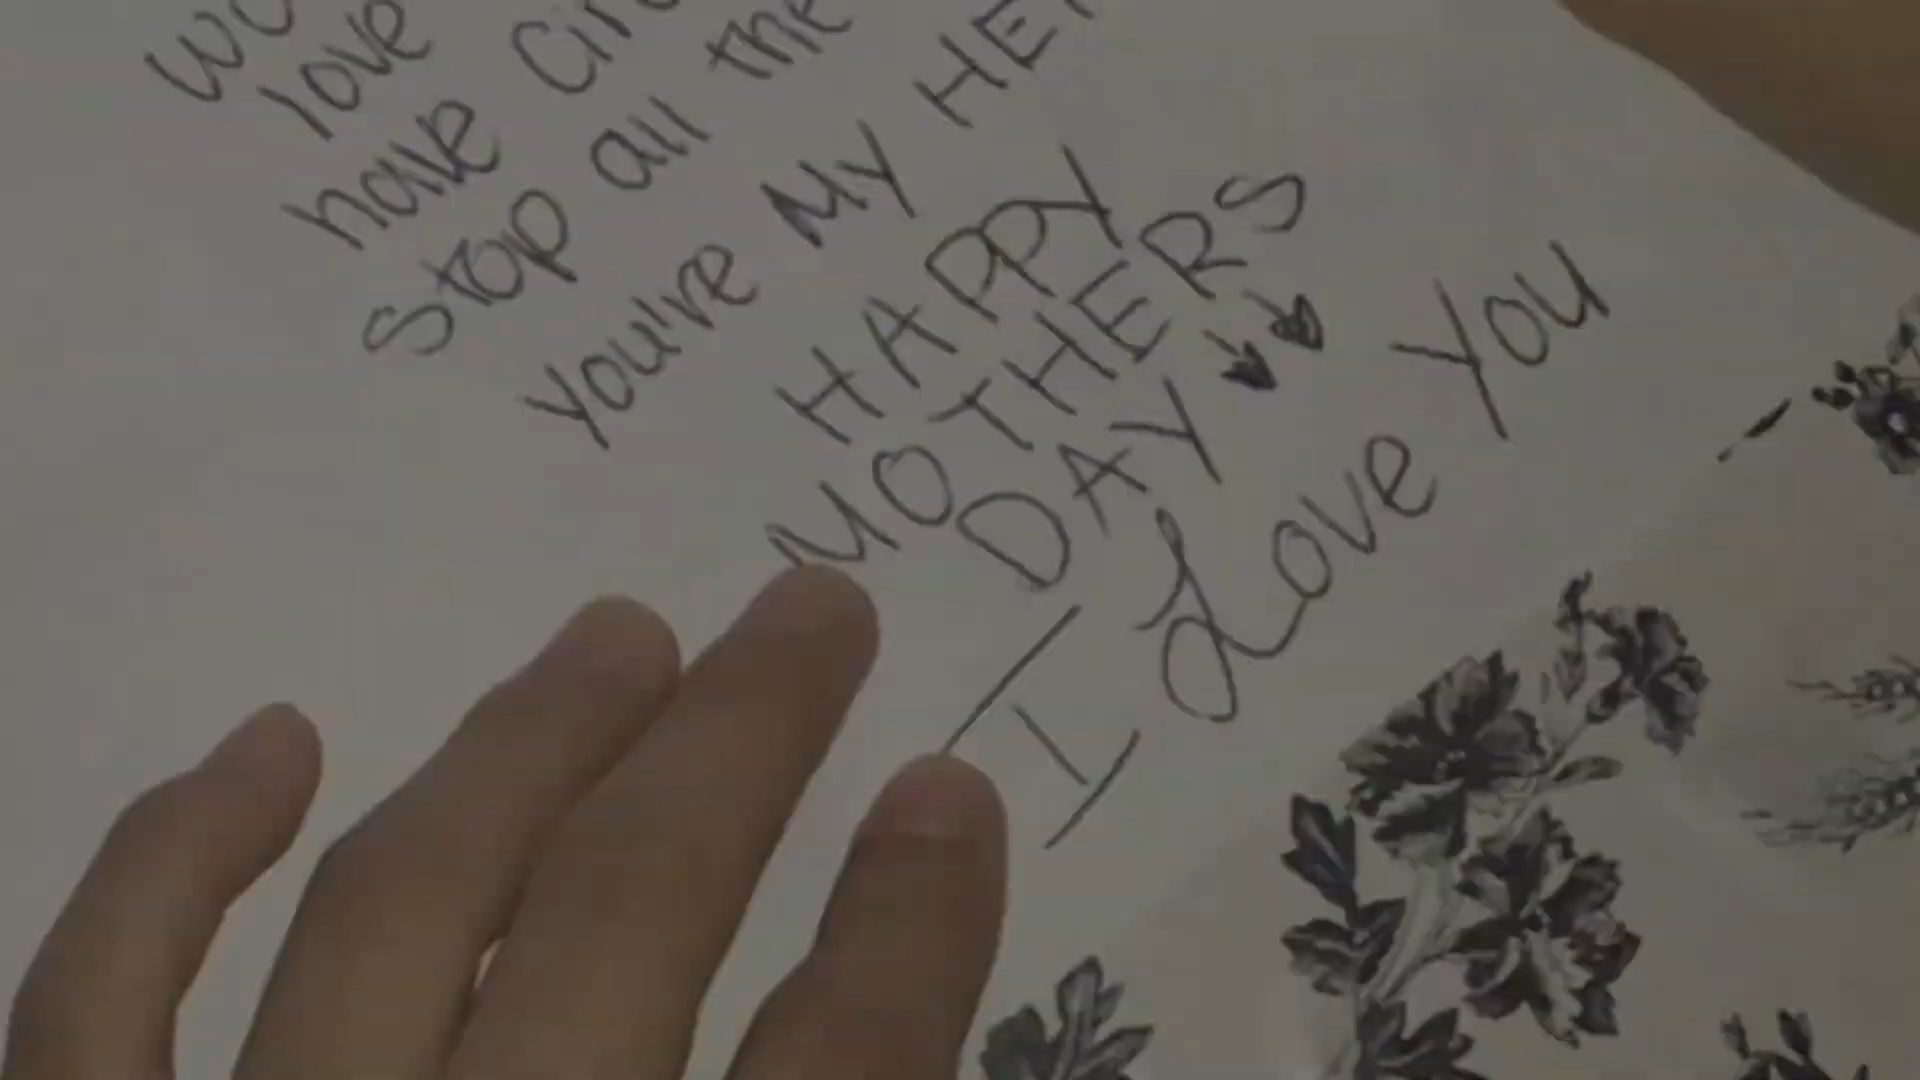 love
have
stop all the
You're My
HAPPY
MOTHERS
DAY
I Love You